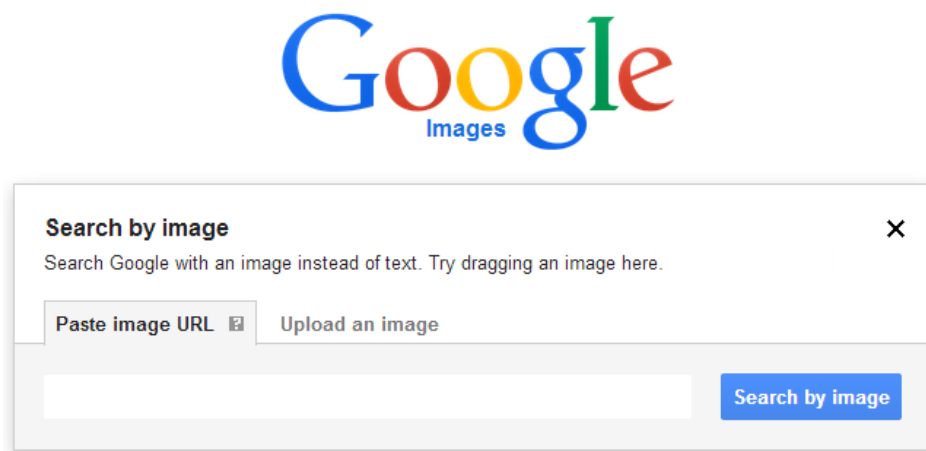 Google
Images
Search by image
Search Google with an image instead of text. Try dragging an image here.
Paste image URL ?
Upload an image
Search by image